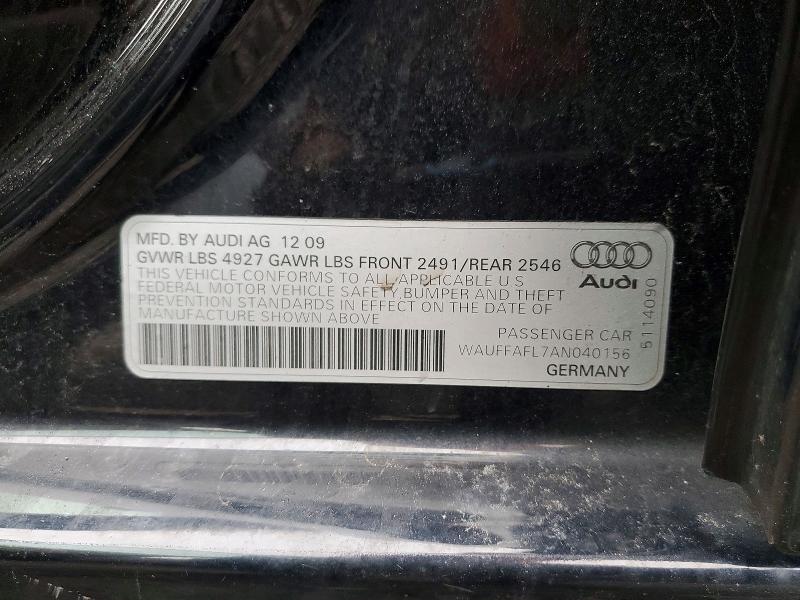 MFD. BY AUDI AG 12 09
GVWR LBS 4927 GAWR LBS FRONT 2491/REAR 2546
THIS VEHICLE CONFORMS TO ALL APPLICABLE U S
FEDERAL MOTOR VEHICLE SAFETY, BUMPER AND THEFT
PREVENTION STANDARDS IN EFFECT ON THE DATE OF
MANUFACTURE SHOWN ABOVE
PASSENGER CAR
WAUFFAFL7AN040156
GERMANY
Audi
5114090